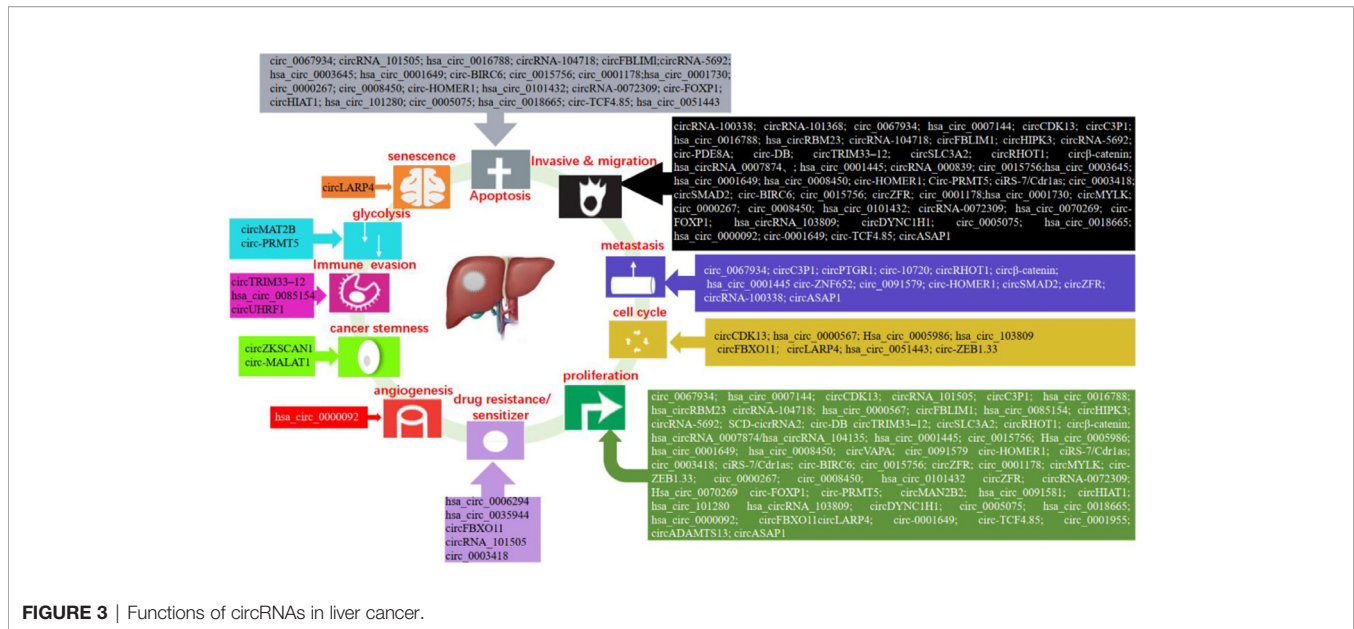 circ_0067934; circRNA_101505; hsa_circ_0016788; circRNA-104718; circFBLIMl;circRNA-5692;
hsa_circ_0003645; hsa_circ_0001649; circ-BIRC6; circ_0015756; circ_0001178;hsa_circ_0001730;
circ_0000267; circ_0008450; circ-HOMER1; hsa_circ_0101432; circRNA-0072309; circ-FOXP1;
circHIAT1; hsa_circ_101280; circ_0005075; hsa_circ_0018665; circ-TCF4.85; hsa_circ_0051443
Apoptosis
Invasive & migration
circRNA-100338; circRNA-101368; circ_0067934; hsa_circ_0007144; circCDK13; circC3P1;
hsa_circ_0016788; hsa_circRBM23; circRNA-104718; circFBLIM1; circHIPK3; circRNA-5692;
circ-PDE8A; circ-DB; circTRIM33–12; circSLC3A2; circRHOT1; circβ-catenin;
hsa_circRNA_0007874、; hsa_circ_0001445; circRNA_000839; circ_0015756;hsa_circ_0003645;
hsa_circ_0001649; hsa_circ_0008450; circ-HOMER1; Circ-PRMT5; ciRS-7/Cdr1as; circ_0003418;
circSMAD2; circ-BIRC6; circ_0015756; circZFR; circ_0001178;hsa_circ_0001730; circMYLK;
circ_0000267; circ_0008450; hsa_circ_0101432; circRNA-0072309; hsa_circ_0070269; circ-
FOXP1; hsa_circRNA_103809; circDYNC1H1; circ_0005075; hsa_circ_0018665;
hsa_circ_0000092; circ-0001649; circ-TCF4.85; circASAP1
metastasis
circ_0067934; circC3P1; circPTGR1; circ-10720; circRHOT1; circβ-catenin;
hsa_circ_0001445 circ-ZNF652; circ_0091579; circ-HOMER1; circSMAD2; circZFR;
circRNA-100338; circASAP1
cell cycle
circCDK13; hsa_circ_0000567; Hsa_circ_0005986; hsa_circ_103809
circFBXO11; circLARP4; hsa_circ_0051443; circ-ZEB1.33
proliferation
circ_0067934; hsa_circ_0007144; circCDK13; circRNA_101505; circC3P1; hsa_circ_0016788;
hsa_circRBM23 circRNA-104718; hsa_circ_0000567; circFBLIM1; hsa_circ_0085154; circHIPK3;
circRNA-5692; SCD-cicrRNA2; circ-DB circTRIM33–12; circSLC3A2; circRHOT1; circβ-catenin;
hsa_circRNA_0007874/hsa_circRNA_104135; hsa_circ_0001445; circ_0015756; Hsa_circ_0005986;
hsa_circ_0001649; hsa_circ_0008450; circVAPA; circ_0091579 circ-HOMER1; ciRS-7/Cdr1as;
circ_0003418; ciRS-7/Cdr1as; circ-BIRC6; circ_0015756; circZFR; circ_0001178; circMYLK; circ-
ZEB1.33; circ_0000267; circ_0008450; hsa_circ_0101432 circZFR; circRNA-0072309;
Hsa_circ_0070269 circ-FOXP1; circ-PRMT5; circMAN2B2; hsa_circ_0091581; circHIAT1;
hsa_circ_101280 hsa_circRNA_103809; circDYNC1H1; circ_0005075; hsa_circ_0018665;
hsa_circ_0000092; circFBXO11circLARP4; circ-0001649; circ-TCF4.85; circ_0001955;
circADAMTS13; circASAP1
drug resistance/
sensitizer
hsa_circ_0006294
hsa_circ_0035944
circFBXO11
circRNA_101505
circ_0003418
angiogenesis
hsa_circ_0000092
cancer stemness
circZKSCAN1
circ-MALAT1
Immune evasion
circTRIM33–12
hsa_circ_0085154
circUHRF1
glycolysis
circMAT2B
circ-PRMT5
senescence
circLARP4
FIGURE 3 | Functions of circRNAs in liver cancer.